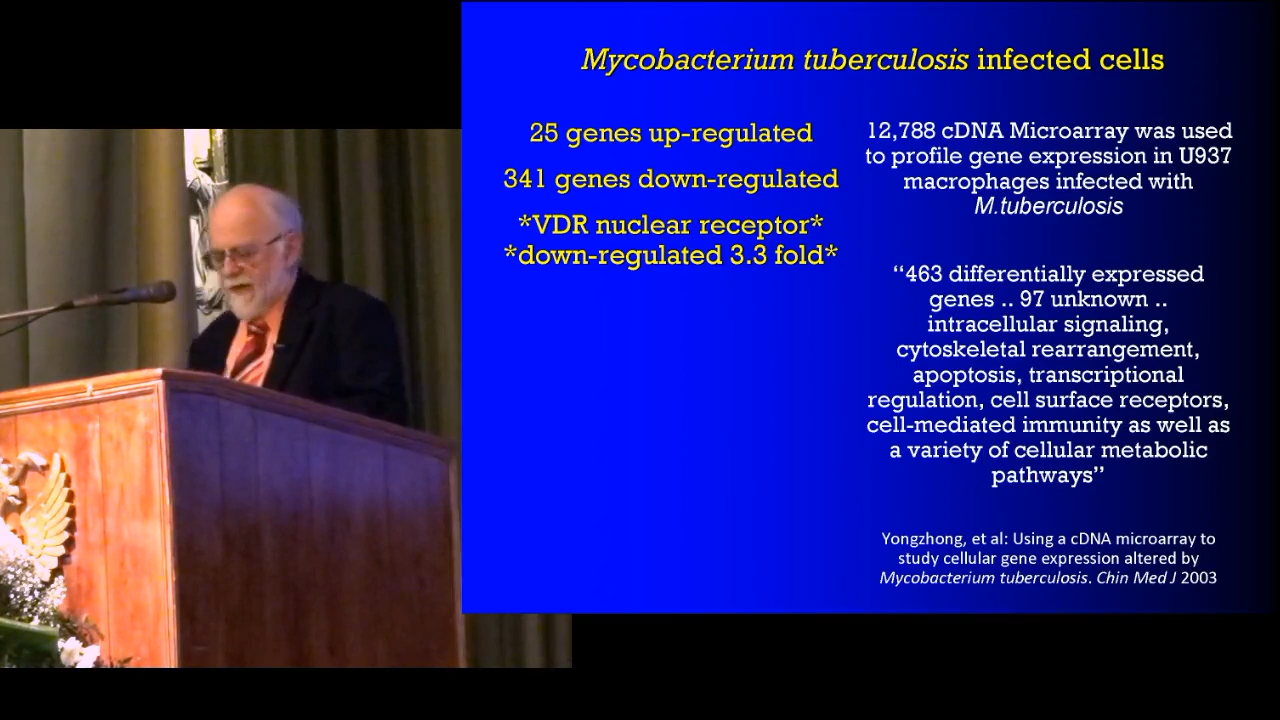 Mycobacterium tuberculosis infected cells
25 genes up-regulated
341 genes down-regulated
*VDR nuclear receptor*
*down-regulated 3.3 fold*
12,788 cDNA Microarray was used
to profile gene expression in U937
macrophages infected with
M.tuberculosis
“463 differentially expressed
genes .. 97 unknown ..
intracellular signaling,
cytoskeletal rearrangement,
apoptosis, transcriptional
regulation, cell surface receptors,
cell-mediated immunity as well as
a variety of cellular metabolic
pathways”
Yongzhong, et al: Using a cDNA microarray to
study cellular gene expression altered by
Mycobacterium tuberculosis. Chin Med J 2003